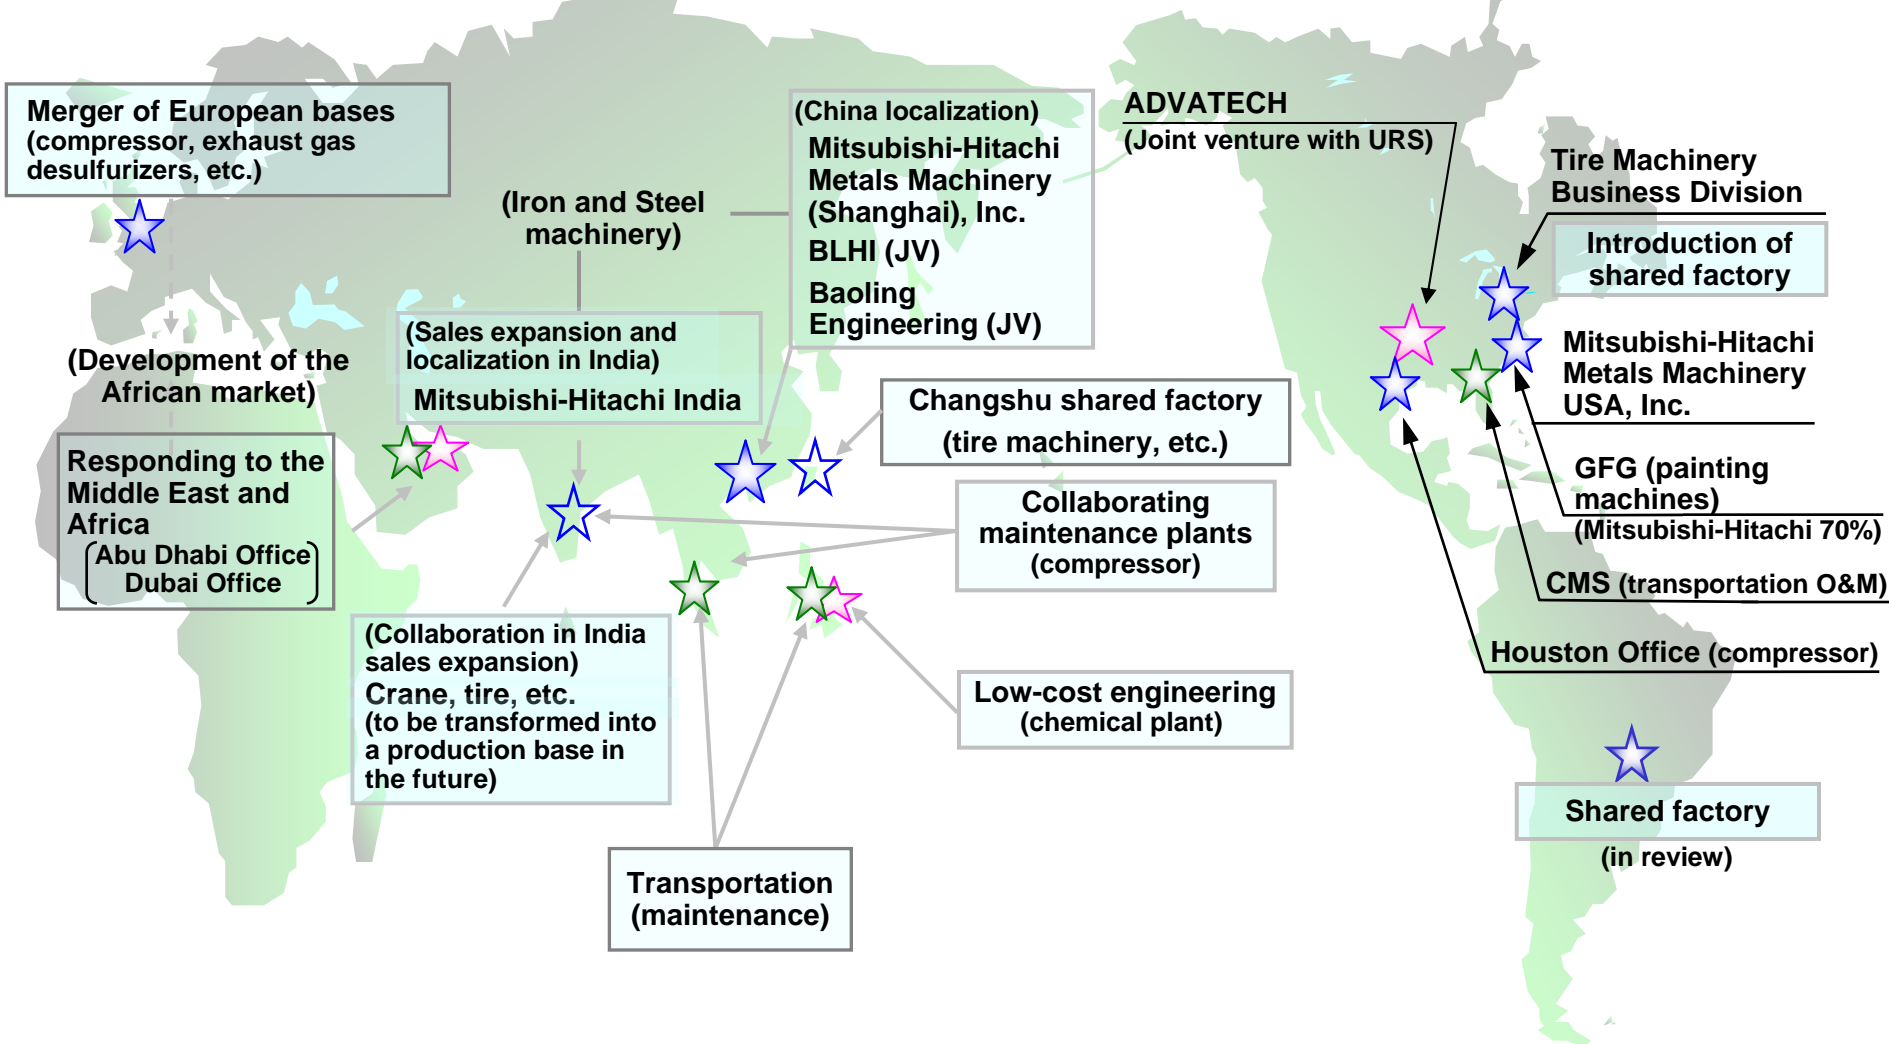 Merger of European bases
(compressor, exhaust gas
desulfurizers, etc.)
(Development of the
African market)
Responding to the
Middle East and
Africa
Abu Dhabi Office
Dubai Office
(Iron and Steel
machinery)
(Sales expansion and
localization in India)
Mitsubishi-Hitachi India
(Collaboration in India
sales expansion)
Crane, tire, etc.
(to be transformed into
a production base in
the future)
Transportation
(maintenance)
(China localization)
Mitsubishi-Hitachi
Metals Machinery
(Shanghai), Inc.
BLHI (JV)
Baoling
Engineering (JV)
Changshu shared factory
(tire machinery, etc.)
Collaborating
maintenance plants
(compressor)
Low-cost engineering
(chemical plant)
ADVATECH
(Joint venture with URS)
Tire Machinery
Business Division
Introduction of
shared factory
Mitsubishi-Hitachi
Metals Machinery
USA, Inc.
GFG (painting
machines)
(Mitsubishi-Hitachi 70%)
CMS (transportation O&M)
Houston Office (compressor)
Shared factory
(in review)